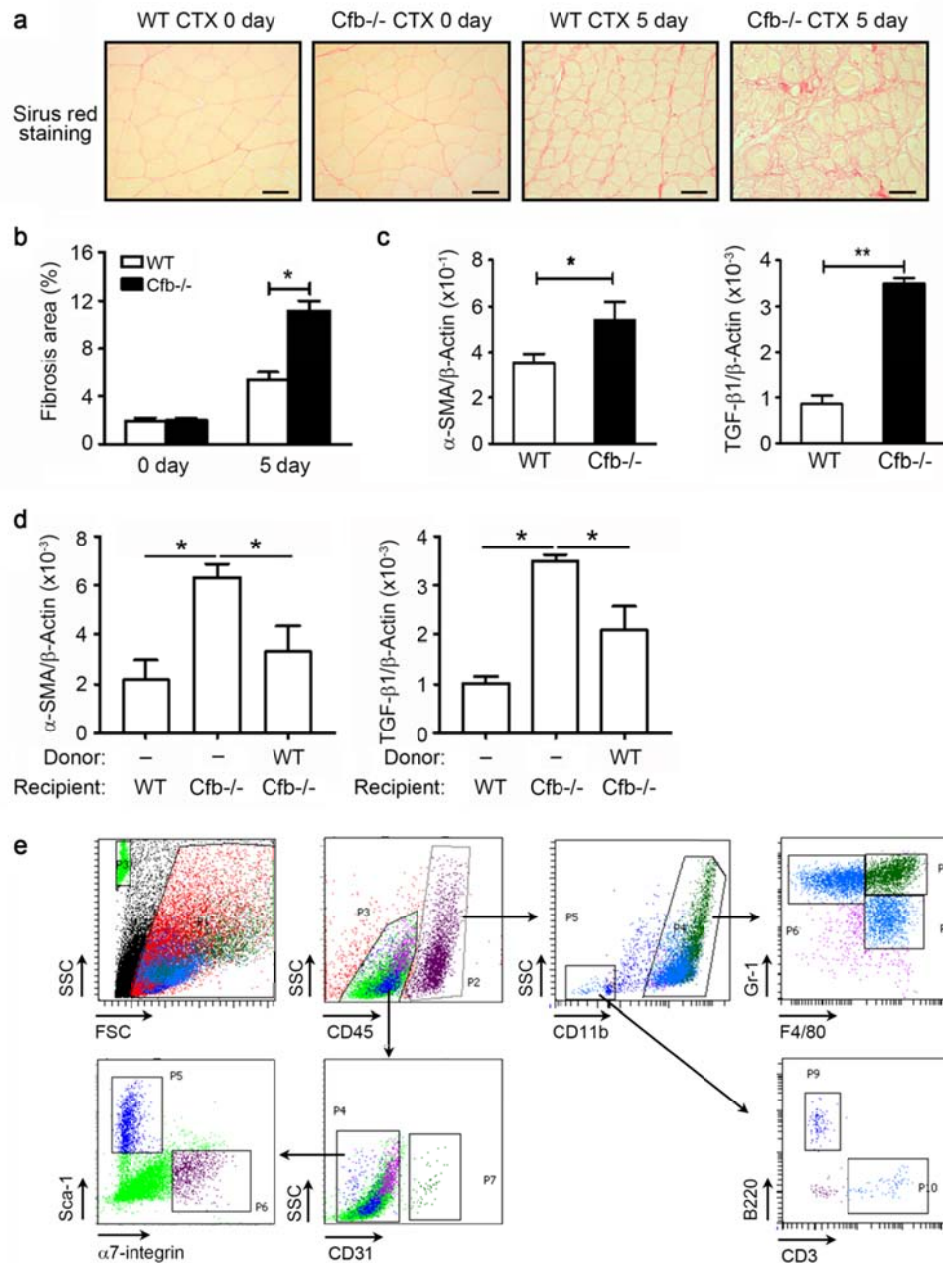 a
WT CTX 0 day
Cfb-/- CTX 0 day
WT CTX 5 day
Cfb-/- CTX 5 day
Sirus red
staining
b
Fibrosis area (%)
16
12
8
4
0
WT
Cfb-/-
*
0 day
5 day
c
α-SMA/β-Actin (x10⁻¹)
8
6
4
2
0
*
WT
Cfb-/-
TGF-β1/β-Actin (x10⁻³)
4
3
2
1
0
**
WT
Cfb-/-
d
α-SMA/β-Actin (x10⁻³)
8
6
4
2
0
*
*
TGF-β1/β-Actin (x10⁻³)
4
3
2
1
0
*
*
Donor: – – WT
Recipient: WT Cfb-/- Cfb-/-
– – WT
WT Cfb-/- Cfb-/-
e
SSC
FSC
P3
P2
SSC
CD45
P5
P4
SSC
CD11b
P6
Gr-1
F4/80
P5
P6
Sca-1
α7-integrin
P4
P7
SSC
CD31
P9
P10
B220
CD3